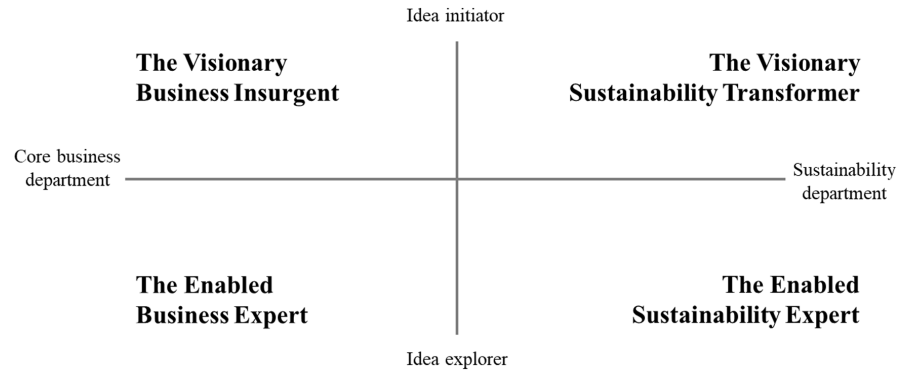 Idea initiator
The Visionary
Business Insurgent
The Visionary
Sustainability Transformer
Core business
department
Sustainability
department
The Enabled
Business Expert
The Enabled
Sustainability Expert
Idea explorer